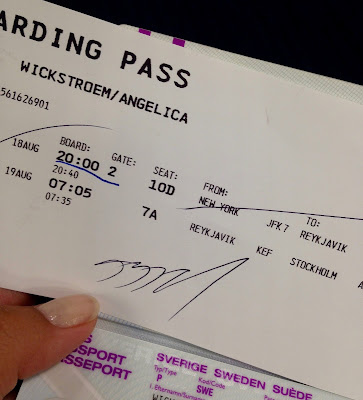 ARDING PASS
WICKSTROEM/ANGELICA
561626901
BOARD: GATE: SEAT: FROM: TO:
18AUG 20:00 2 10D NEW YORK JFK7 REYKJAVIK
20:40
19AUG 07:05 7A REYKJAVIK KEF STOCKHOLM A
07:35
SSPORT
SSEPORT
SVERIGE SWEDEN SUÈDE
Typ/Type
P
Kod/Code
SWE